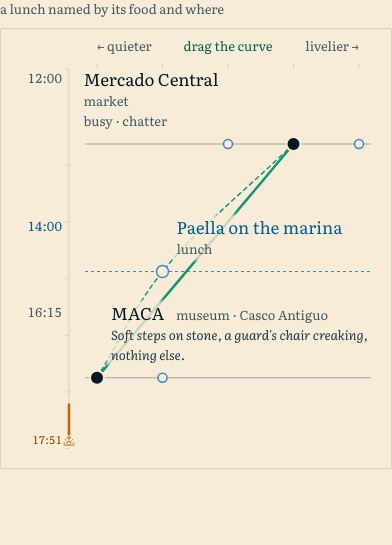 a lunch named by its food and where
← quieter drag the curve livelier →
12:00 Mercado Central
market
busy · chatter
14:00 Paella on the marina
lunch
16:15 MACA museum · Casco Antiguo
Soft steps on stone, a guard's chair creaking,
nothing else.
17:51